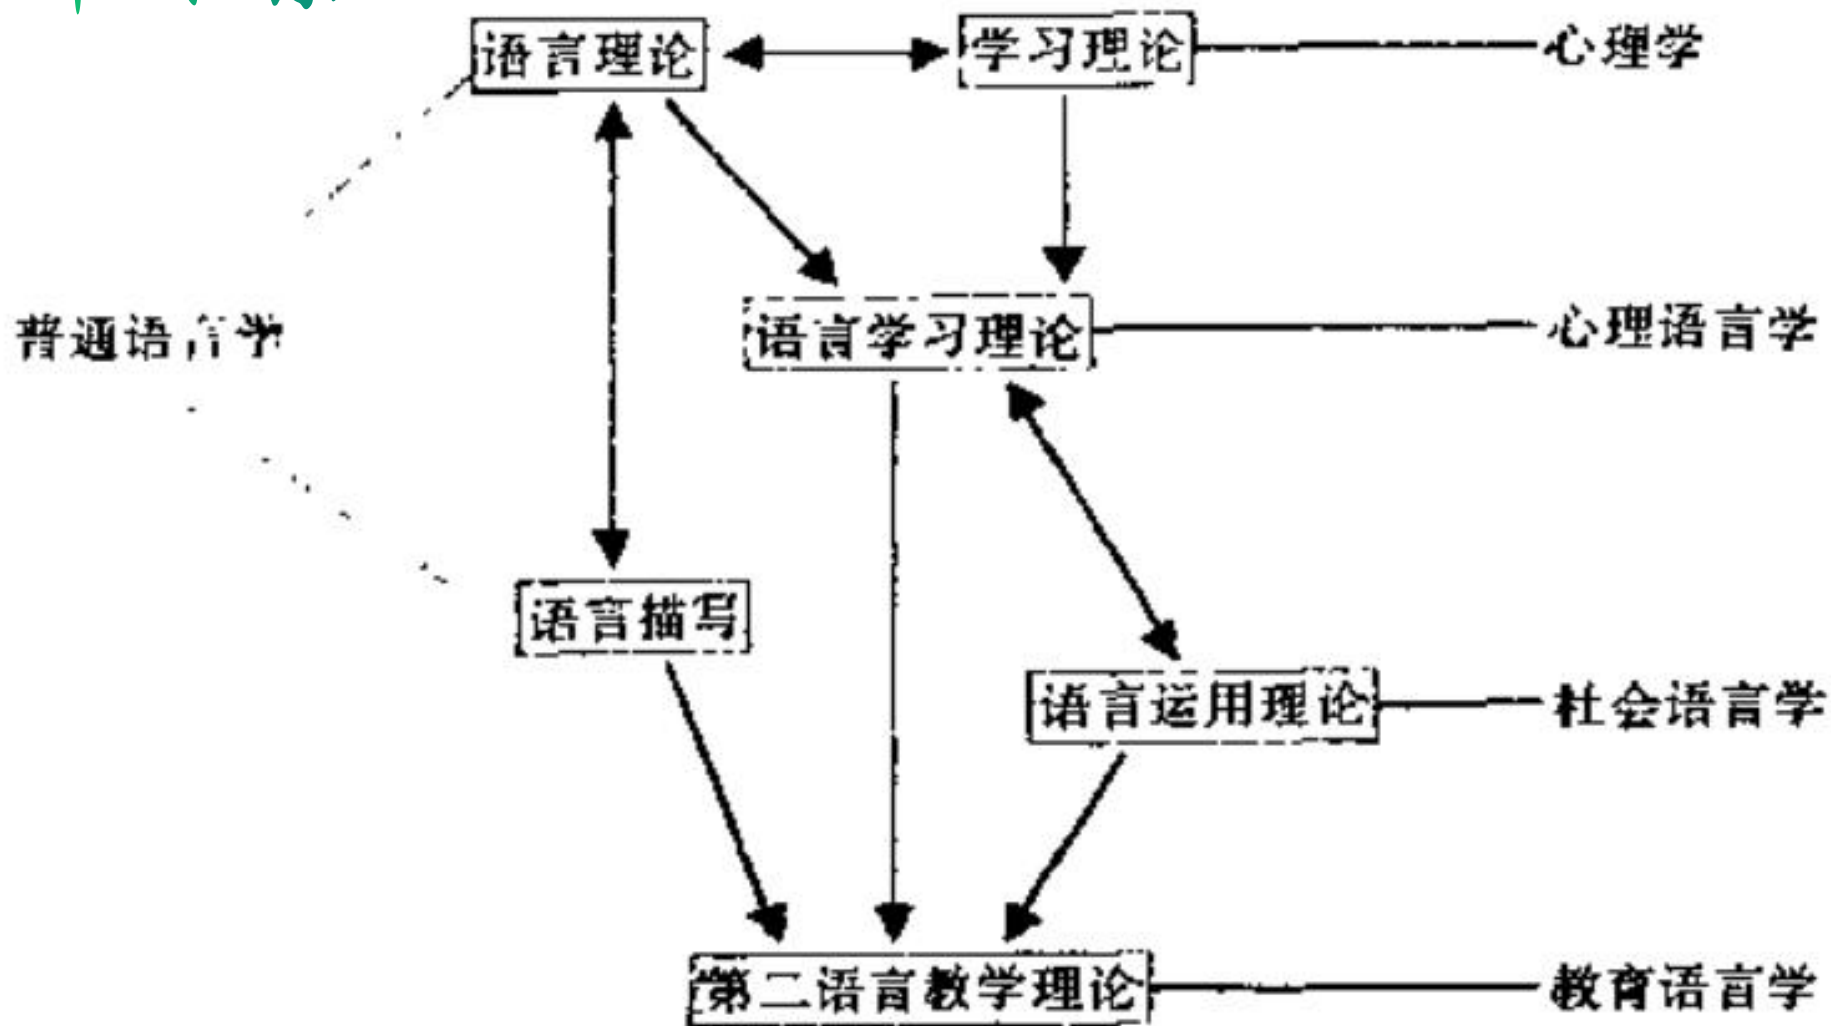 语言理论 学习理论 心理学
普通语言学 语言学习理论 心理语言学
语言描写
语言运用理论 社会语言学
第二语言教学理论 教育语言学